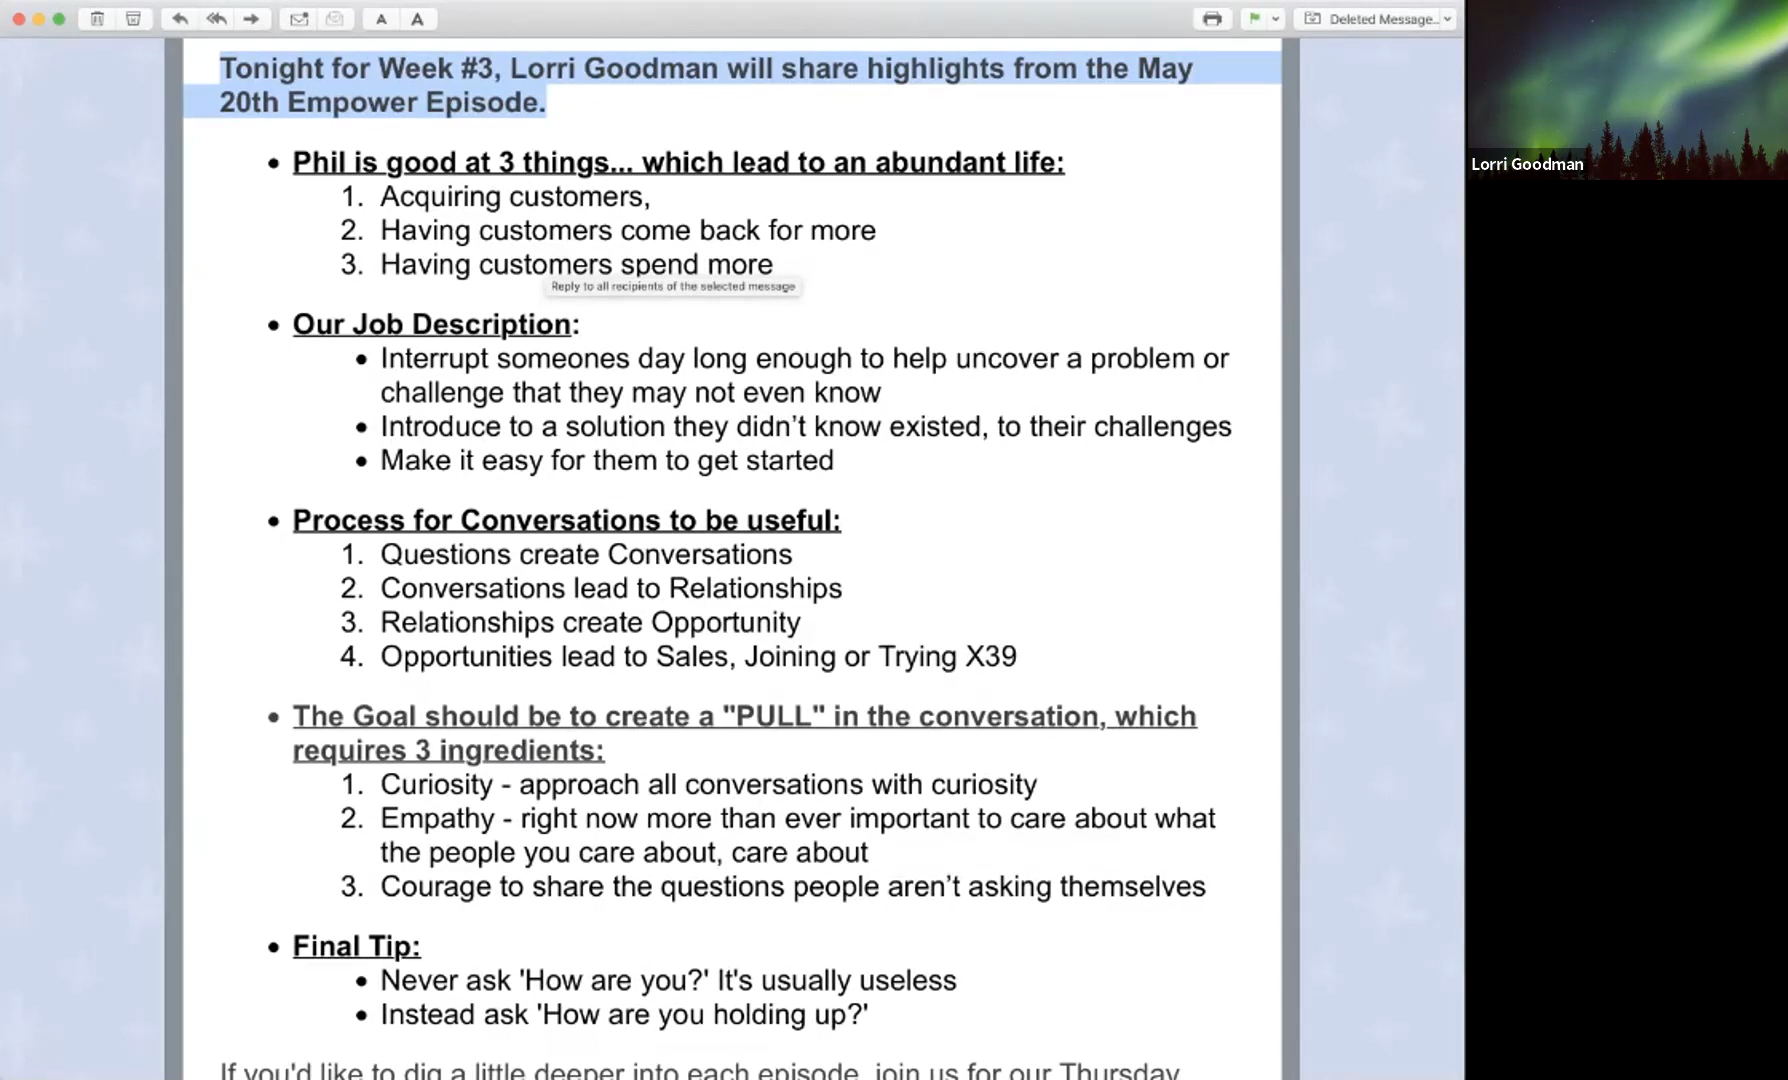 A A
Deleted Message...
Tonight for Week #3, Lorri Goodman will share highlights from the May
20th Empower Episode.
• Phil is good at 3 things... which lead to an abundant life:
1. Acquiring customers,
2. Having customers come back for more
3. Having customers spend more
Reply to all recipients of the selected message
• Our Job Description:
• Interrupt someones day long enough to help uncover a problem or
challenge that they may not even know
• Introduce to a solution they didn't know existed, to their challenges
• Make it easy for them to get started
• Process for Conversations to be useful:
1. Questions create Conversations
2. Conversations lead to Relationships
3. Relationships create Opportunity
4. Opportunities lead to Sales, Joining or Trying X39
• The Goal should be to create a "PULL" in the conversation, which
requires 3 ingredients:
1. Curiosity - approach all conversations with curiosity
2. Empathy - right now more than ever important to care about what
the people you care about, care about
3. Courage to share the questions people aren't asking themselves
• Final Tip:
• Never ask 'How are you?' It's usually useless
• Instead ask 'How are you holding up?'
If you'd like to dig a little deeper into each episode, join us for our Thursday
Lorri Goodman